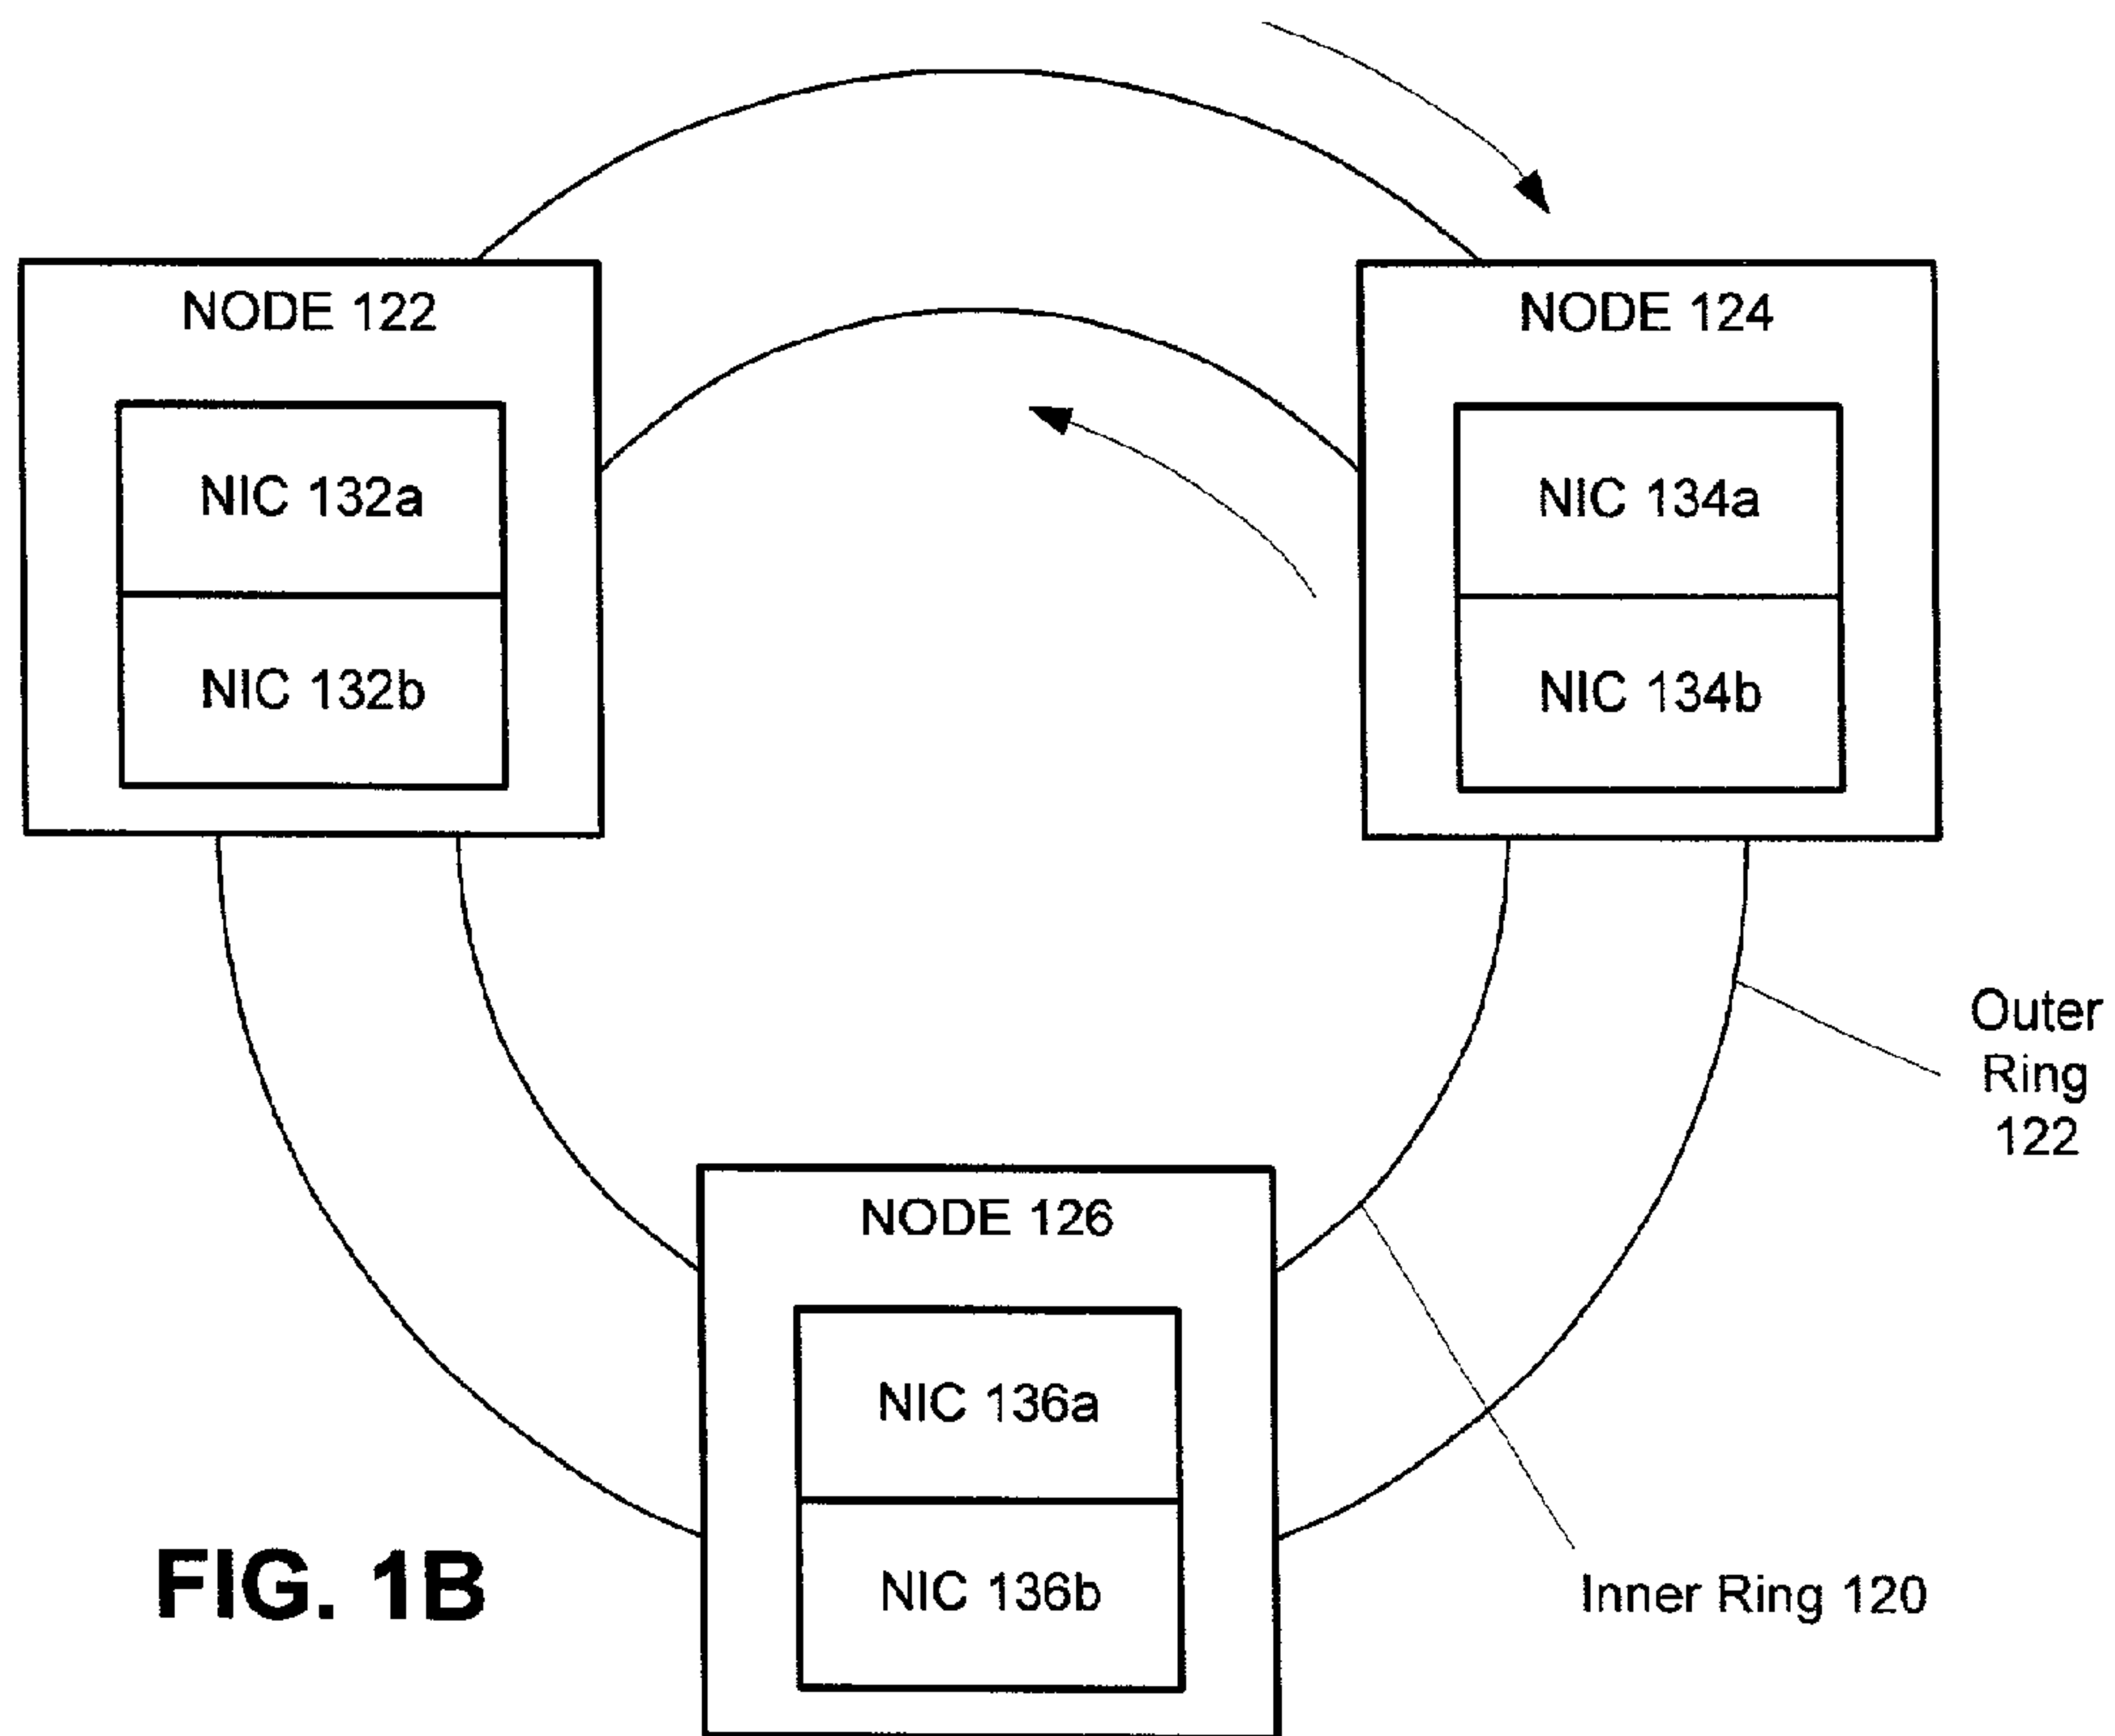 NODE 122
NODE 124
NIC 132a
NIC 134a
NIC 132b
NIC 134b
Outer
Ring
122
NODE 126
NIC 136a
NIC 136b
Inner Ring 120
FIG. 1B